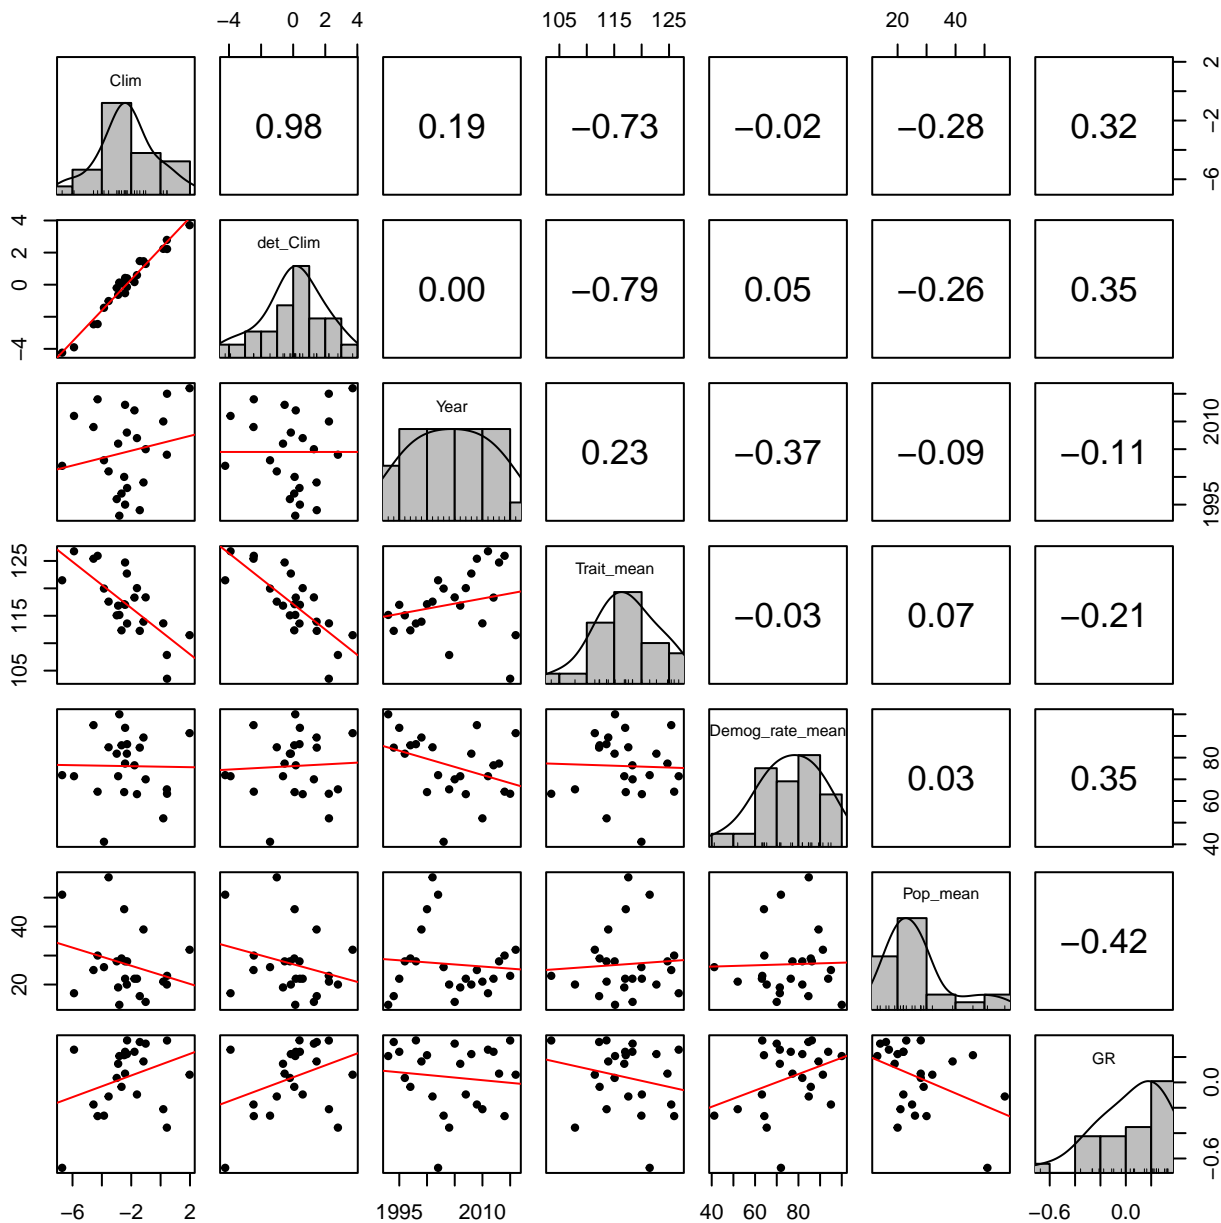 −4 0 2 4 105 115 125 20 40
Clim
0.98 0.19 −0.73 −0.02 −0.28 0.32
2 −2 −6
4 2 0 −4
det_Clim
0.00 −0.79 0.05 −0.26 0.35
Year
0.23 −0.37 −0.09 −0.11
2010 1995
125 115 105
Trait_mean
−0.03 0.07 −0.21
Demog_rate_mean
0.03 0.35
80 60 40
40 20
Pop_mean
−0.42
GR
0.0 −0.6
−6 −2 2 1995 2010 40 60 80 −0.6 0.0